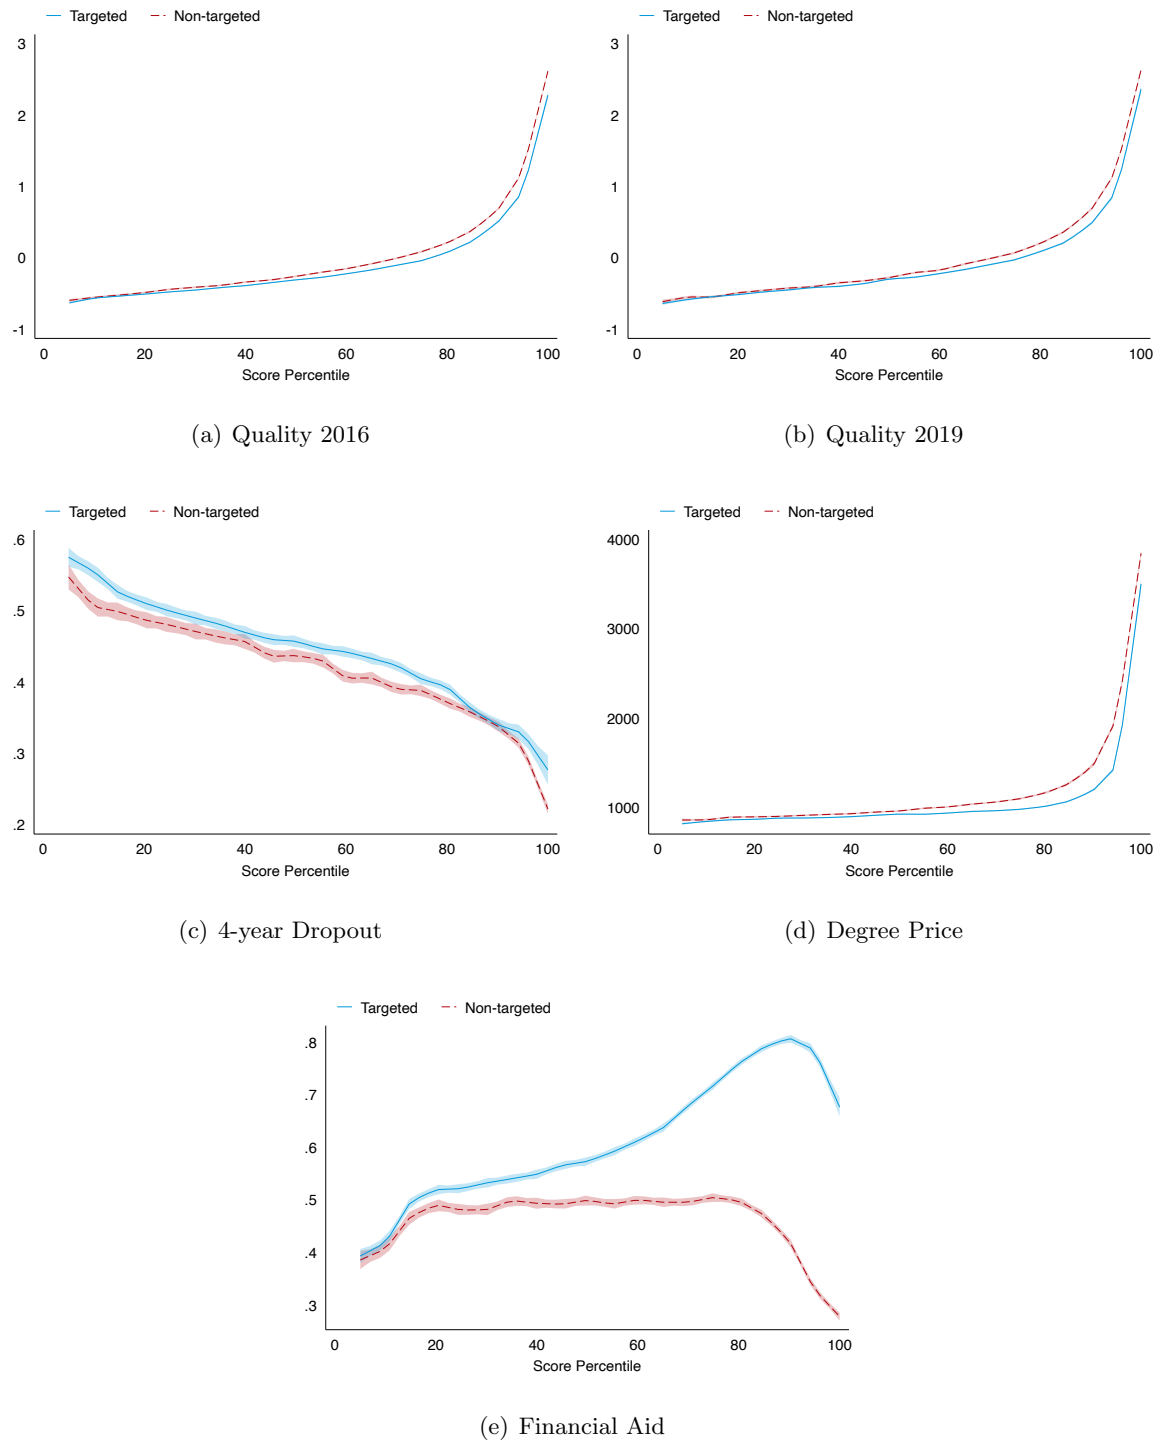 Targeted Non-targeted
3
2
1
0
-1
0 20 40 60 80 100
Score Percentile
(a) Quality 2016
Targeted Non-targeted
3
2
1
0
-1
0 20 40 60 80 100
Score Percentile
(b) Quality 2019
Targeted Non-targeted
.6
.5
.4
.3
.2
0 20 40 60 80 100
Score Percentile
(c) 4-year Dropout
Targeted Non-targeted
4000
3000
2000
1000
0 20 40 60 80 100
Score Percentile
(d) Degree Price
Targeted Non-targeted
.8
.7
.6
.5
.4
.3
0 20 40 60 80 100
Score Percentile
(e) Financial Aid